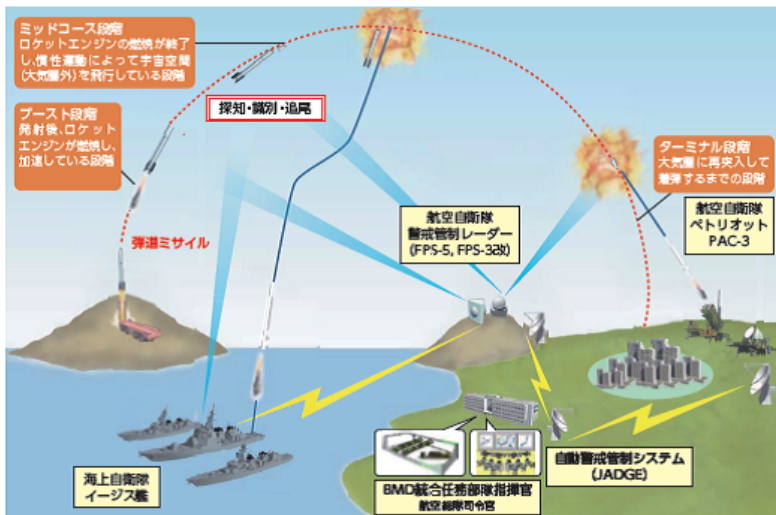 ミッドコース段階
ロケットエンジンの燃焼が終了
し、慣性運動によって宇宙空間
(大気圏外)を飛行している段階
探知・識別・追尾
ブースト段階
発射後、ロケット
エンジンが燃焼し、
加速している段階
ターミナル段階
大気圏に再突入して
着弾するまでの段階
弾道ミサイル
航空自衛隊
警戒管制レーダー
(FPS-5, FPS-3改)
航空自衛隊
ペトリオット
PAC-3
海上自衛隊
イージス艦
BMD統合任務部隊指揮官
航空総隊司令官
自動警戒管制システム
(JADGE)